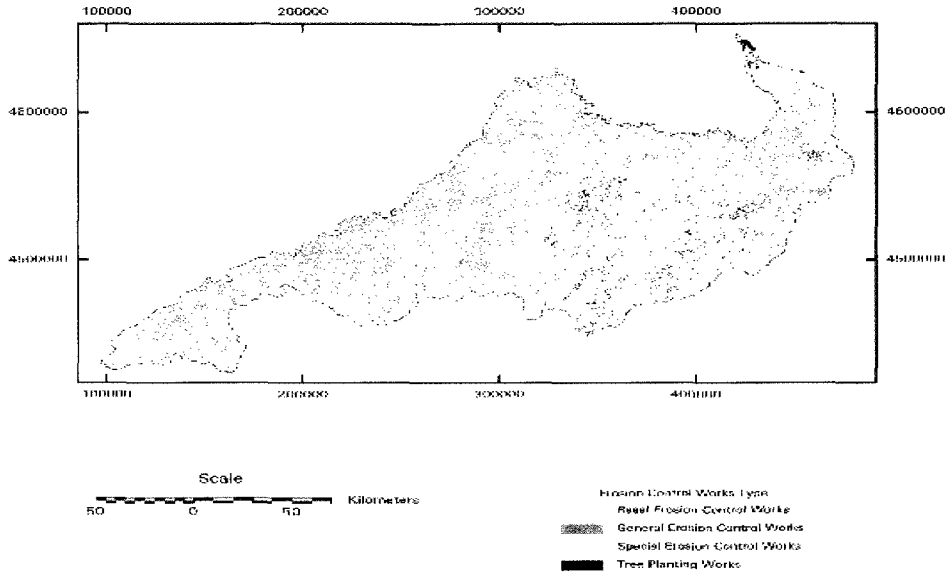 100000 200000 300000 400000
4600000 4600000
4500000 4500000
100000 200000 300000 400000
Scale
50 0 50 Kilometers
Erosion Control Works Type
Erosion Control Works
General Erosion Control Works
Special Erosion Control Works
Tree Planting Works